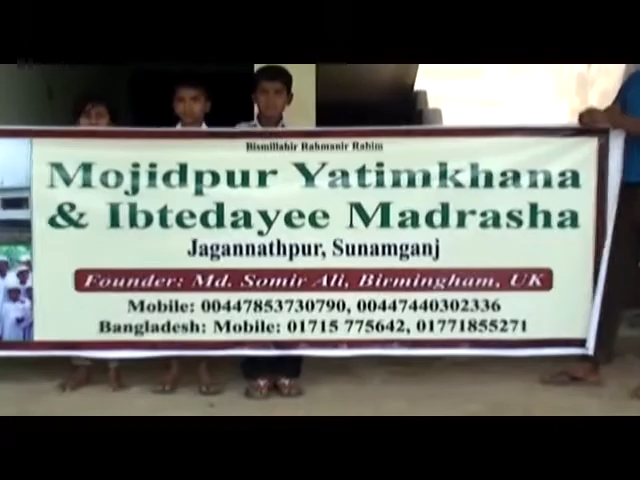 Bismillahir Rahmanir Rahim
Mojidpur Yatimkhana
& Ibtedayee Madrasha
Jagannathpur, Sunamganj
Founder: Md. Somir Ali, Birmingham, UK
Mobile: 00447853730790, 00447440302336
Bangladesh: Mobile: 01715 775642, 01771855271